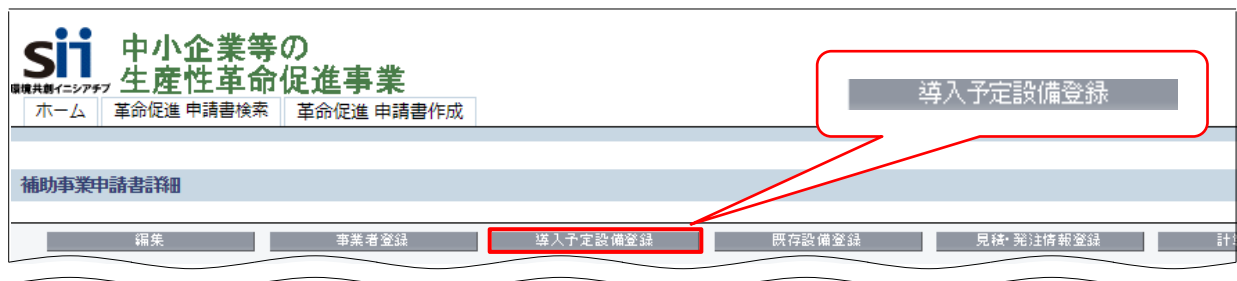 sii 中小企業等の
環境共創イニシアチブ 生産性革命促進事業
ホーム 革命促進 申請書検索 革命促進 申請書作成
導入予定設備登録
補助事業申請書詳細
編集 事業者登録 導入予定設備登録 既存設備登録 見積・発注情報登録 計